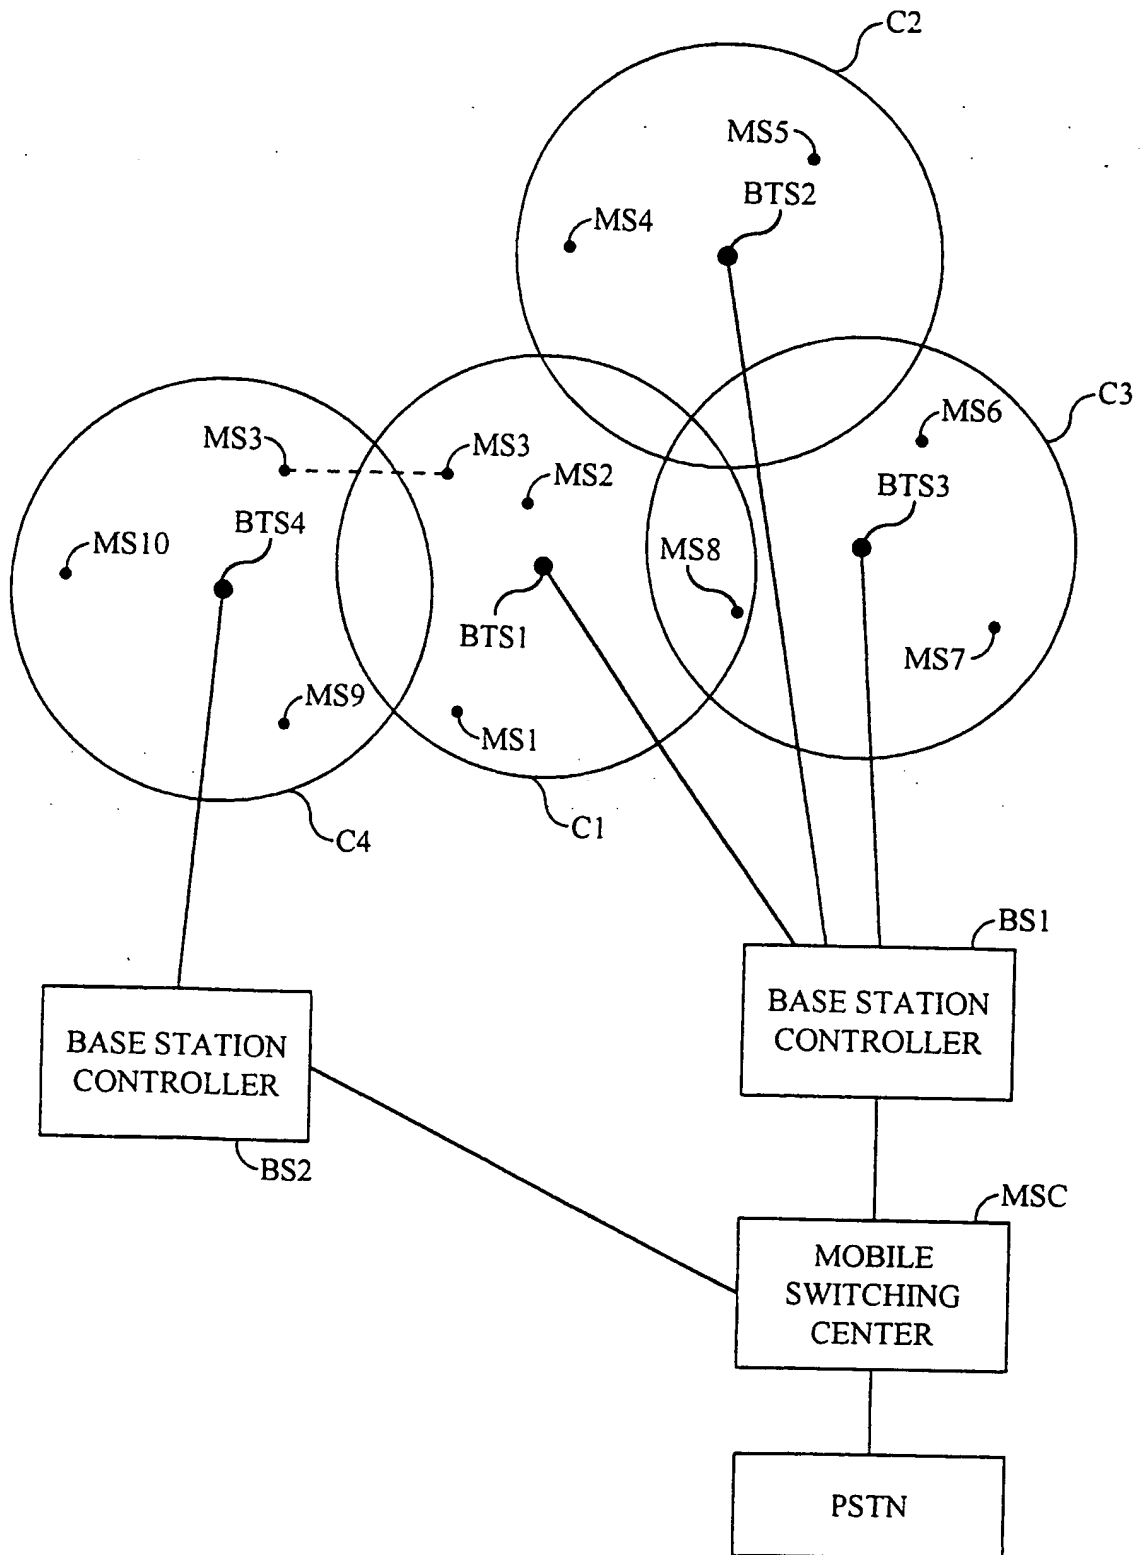 C2
MS5
BTS2
MS4
C3
MS6
MS3
MS3
MS2
BTS3
BTS4
MS10
MS8
BTS1
MS7
MS9
MS1
C1
C4
BS1
BASE STATION
CONTROLLER
BASE STATION
CONTROLLER
BS2
MSC
MOBILE
SWITCHING
CENTER
PSTN